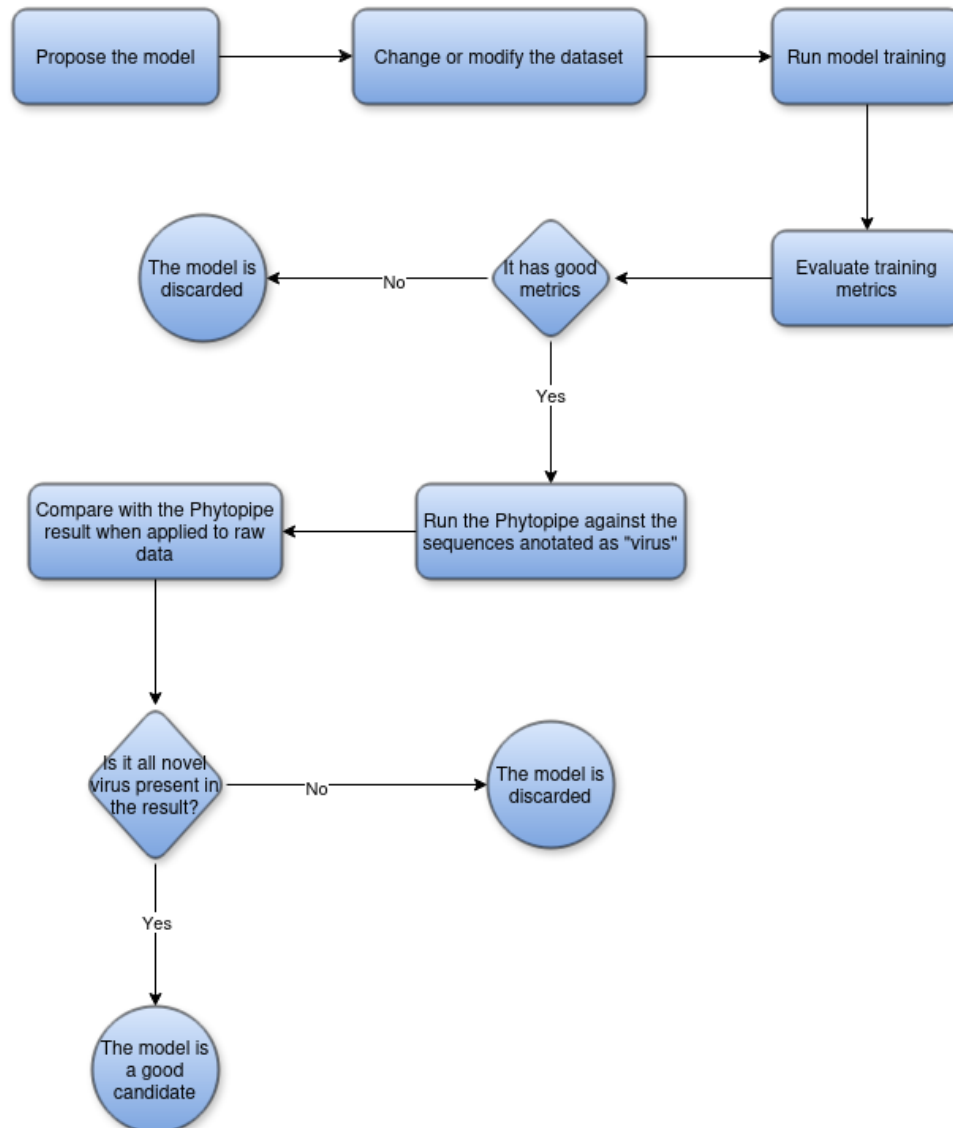 Propose the model
Change or modify the dataset
Run model training
The model is
discarded
No
It has good
metrics
Evaluate training
metrics
Yes
Compare with the Phytopipe
result when applied to raw
data
Run the Phytopipe against the
sequences anotated as "virus"
Is it all novel
virus present in
the result?
No
The model is
discarded
Yes
The model is
a good
candidate